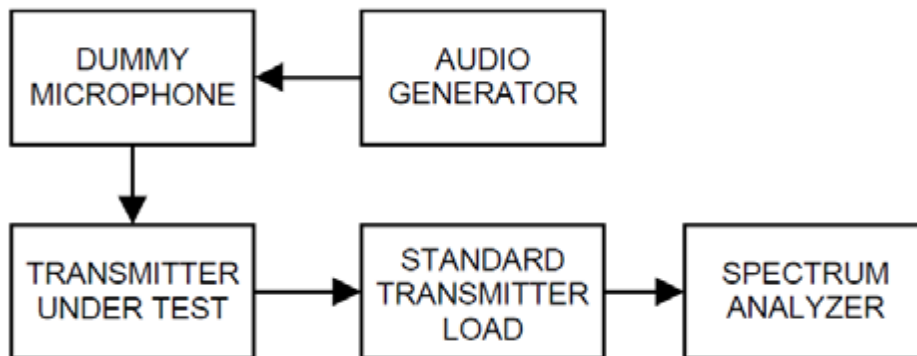 DUMMY
MICROPHONE
AUDIO
GENERATOR
TRANSMITTER
UNDER TEST
STANDARD
TRANSMITTER
LOAD
SPECTRUM
ANALYZER